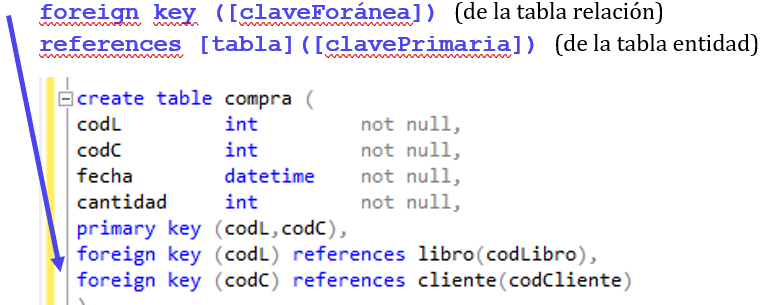 foreign key ([claveForánea]) (de la tabla relación)
references [tabla]([clavePrimaria]) (de la tabla entidad)
create table compra (
codL int not null,
codC int not null,
fecha datetime not null,
cantidad int not null,
primary key (codL,codC),
foreign key (codL) references libro(codLibro),
foreign key (codC) references cliente(codCliente)
)